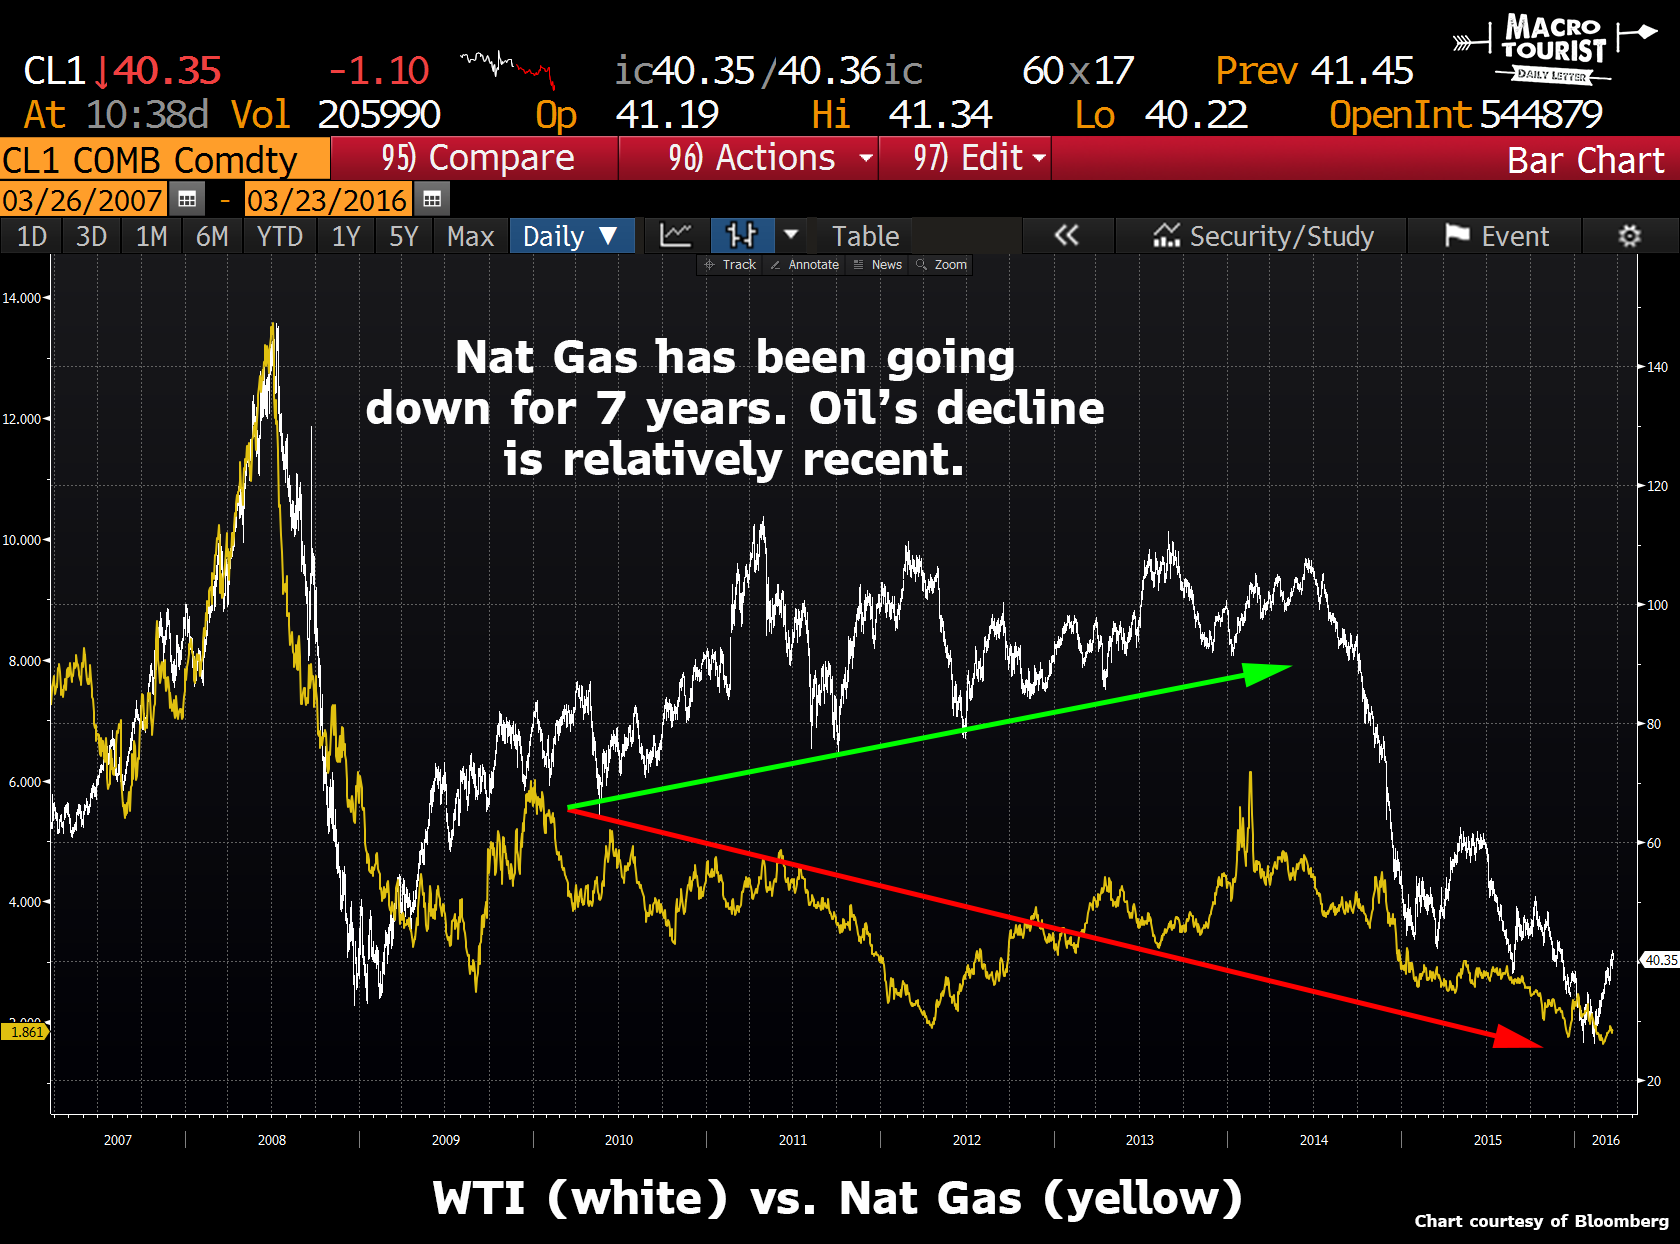 MACRO
TOURIST
DAILY LETTER
CL1 ↓40.35 -1.10 ic40.35/40.36ic 60x17 Prev 41.45
At 10:38d Vol 205990 Op 41.19 Hi 41.34 Lo 40.22 OpenInt 544879
CL1 COMB Comdty 95) Compare 96) Actions 97) Edit Bar Chart
03/26/2007 - 03/23/2016
1D 3D 1M 6M YTD 1Y 5Y Max Daily ▼ Table « Security/Study Event
Track Annotate News Zoom
14.000
12.000
10.000
8.000
6.000
4.000
1.861
Nat Gas has been going
down for 7 years. Oil's decline
is relatively recent.
140
120
100
80
60
40.35
20
2007 2008 2009 2010 2011 2012 2013 2014 2015 2016
WTI (white) vs. Nat Gas (yellow)
Chart courtesy of Bloomberg